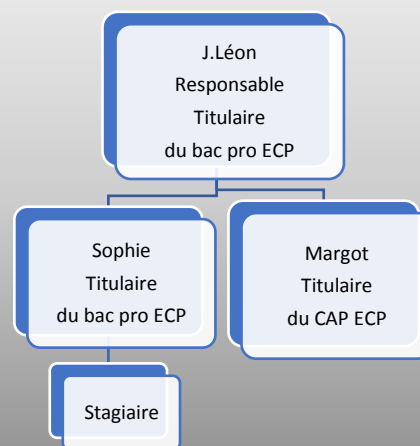 J.Léon
Responsable
Titulaire
du bac pro ECP
Sophie
Titulaire
du bac pro ECP
Margot
Titulaire
du CAP ECP
Stagiaire